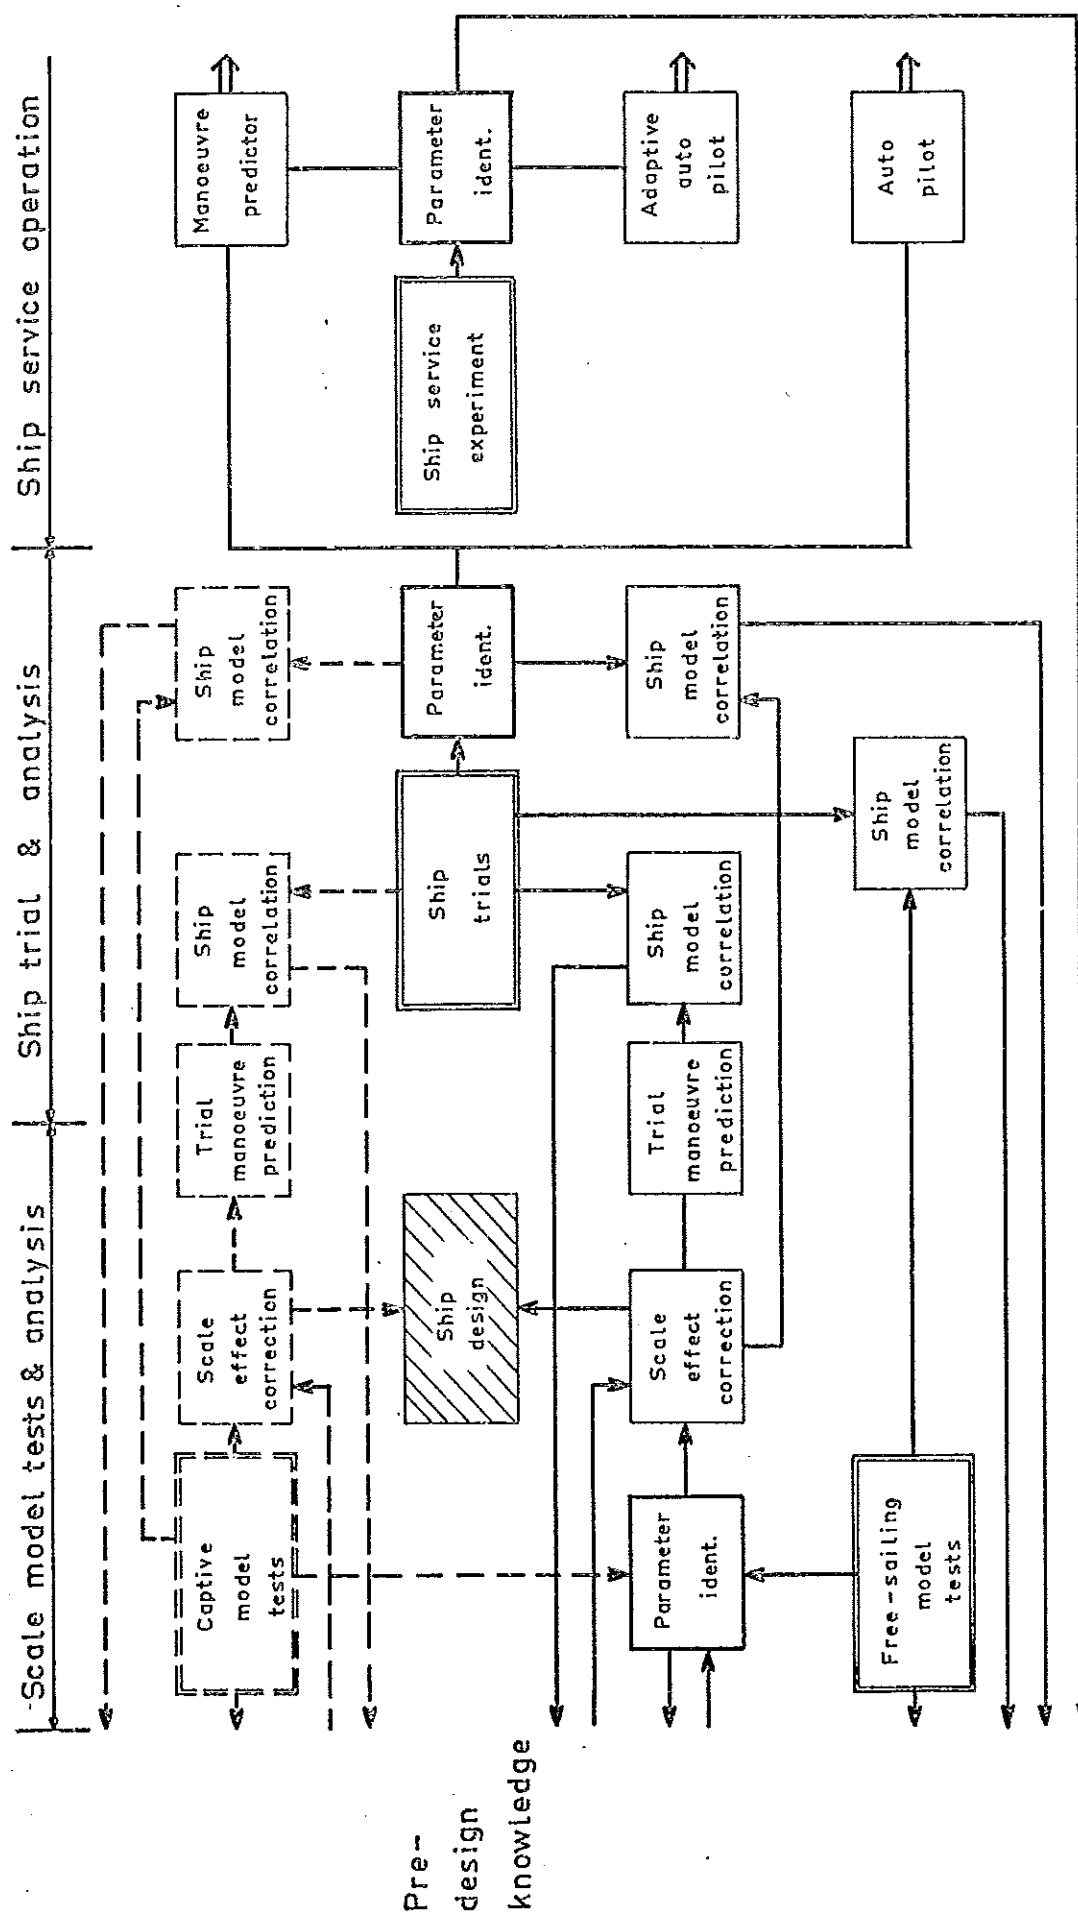 Scale model tests & analysis
Ship trial & analysis
Ship service operation
Pre-
design
knowledge
Captive
model
tests
Scale
effect
correction
Trial
manoeuvre
prediction
Ship
model
correlation
Ship
model
correlation
Manoeuvre
predictor
Ship
design
Ship
trials
Parameter
ident.
Ship service
experiment
Parameter
ident.
Parameter
ident.
Scale
effect
correction
Trial
manoeuvre
prediction
Ship
model
currelation
Ship
model
correlation
Adaptive
auto
pilot
Free-sailing
model
tests
Ship
model
correlation
Auto
pilot